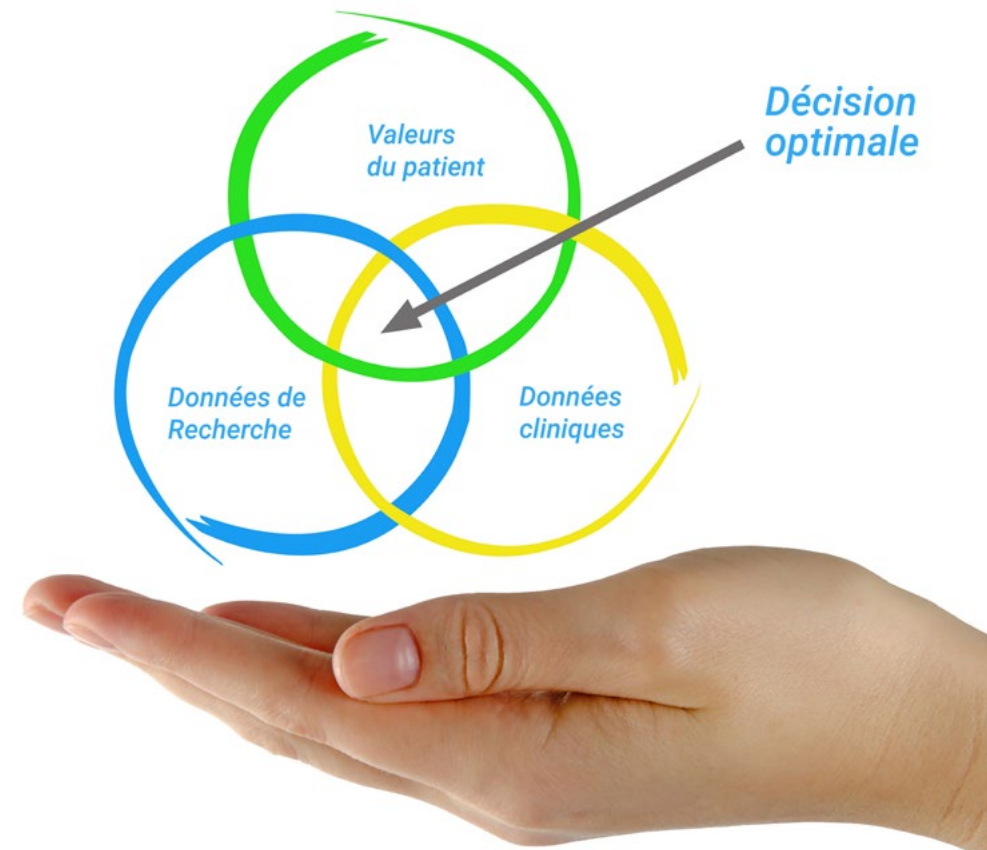 Décision
optimale
Valeurs
du patient
Données de
Recherche
Données
cliniques